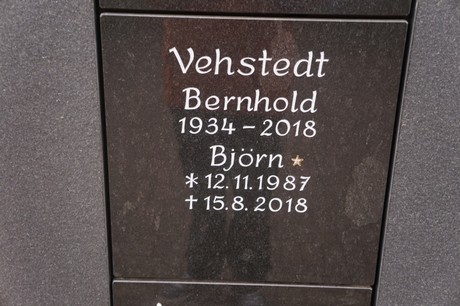 Vehstedt
Bernhold
1934 – 2018
Björn
* 12.11.1987
† 15.8.2018